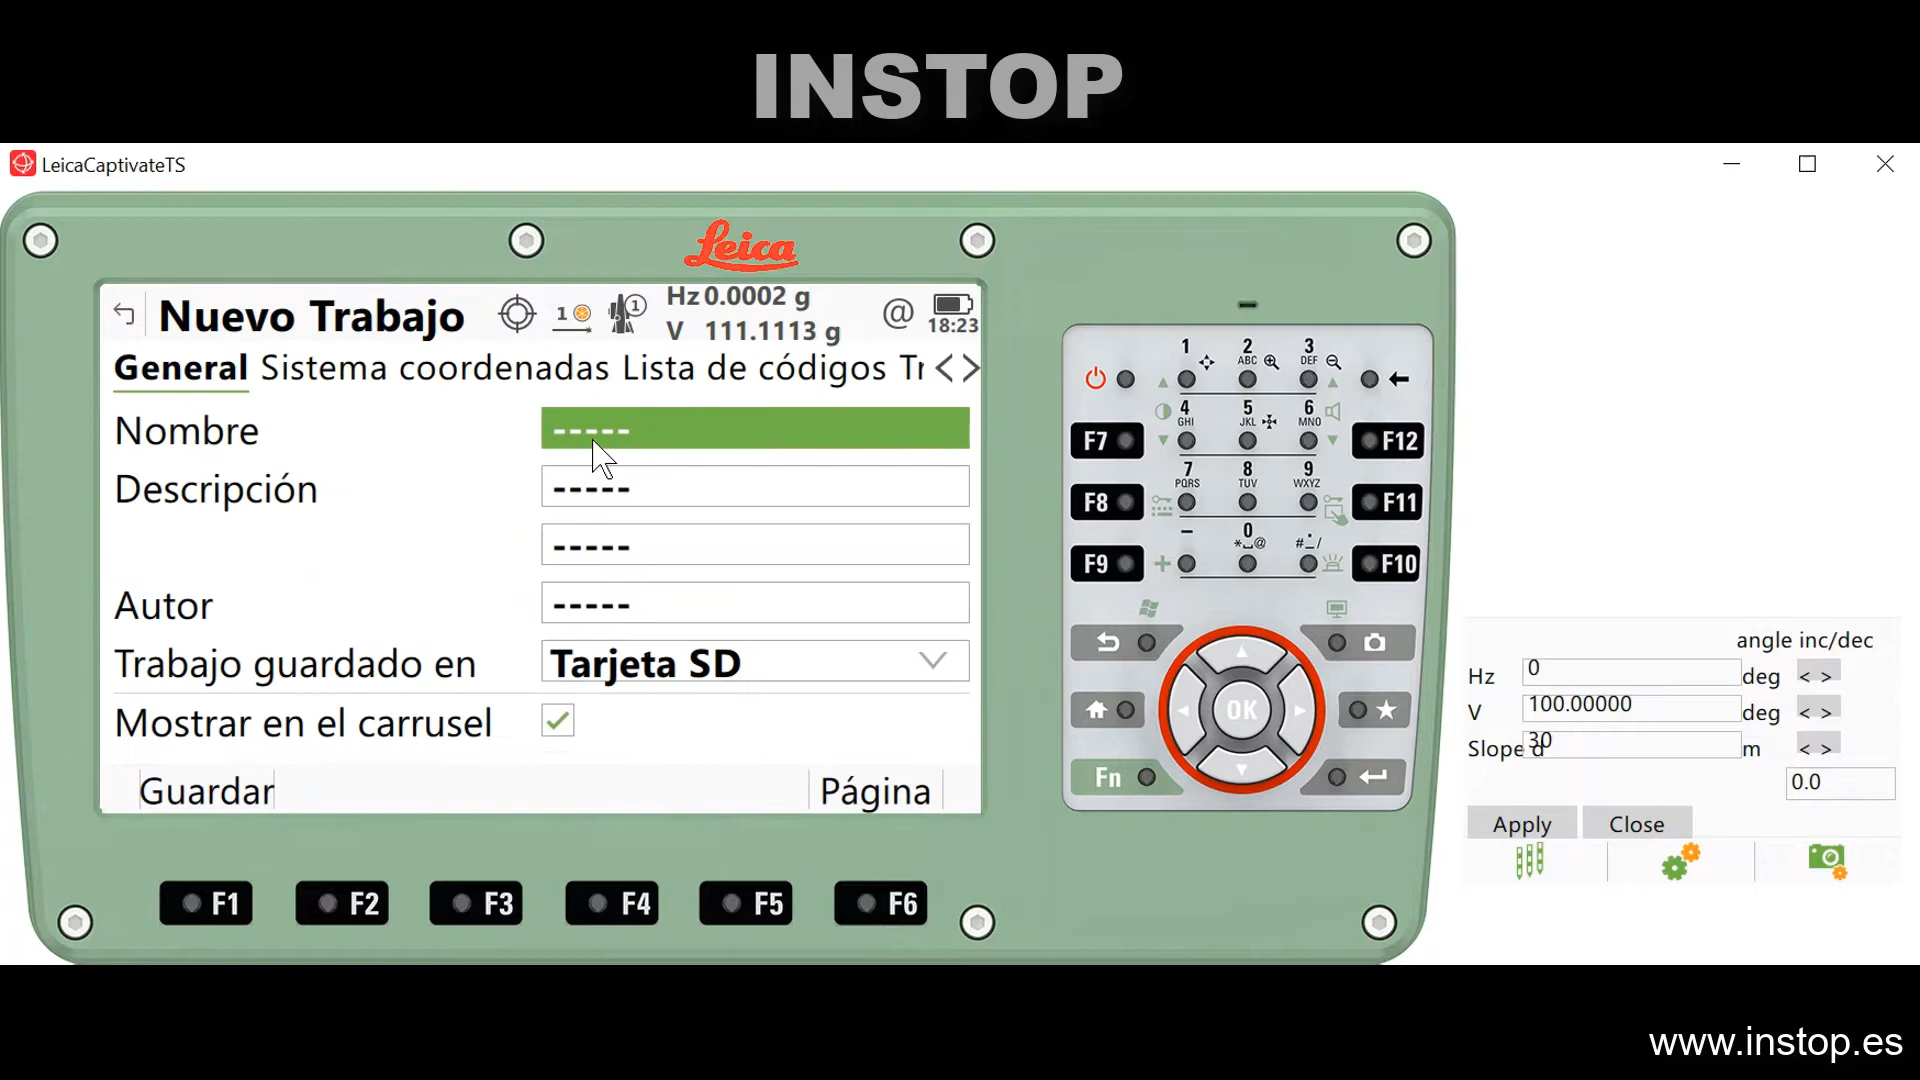 INSTOP
LeicaCaptivateTS
Leica
Nuevo Trabajo
1
1
Hz 0.0002 g
V 111.1113 g
@
18:23
General Sistema coordenadas Lista de códigos Tr < >
Nombre -----
Descripción -----
-----
Autor -----
Trabajo guardado en Tarjeta SD
Mostrar en el carrusel
Guardar Página
F1 F2 F3 F4 F5 F6
1 2 ABC 3 DEF
4 GHI 5 JKL 6 MNO
F7 F12
7 PQRS 8 TUV 9 WXYZ
F8 F11
- 0 *␣@ #./
F9 + F10
OK
Fn
angle inc/dec
Hz 0 deg < >
V 100.00000 deg < >
Slope d 30 m < >
0.0
Apply Close
www.instop.es